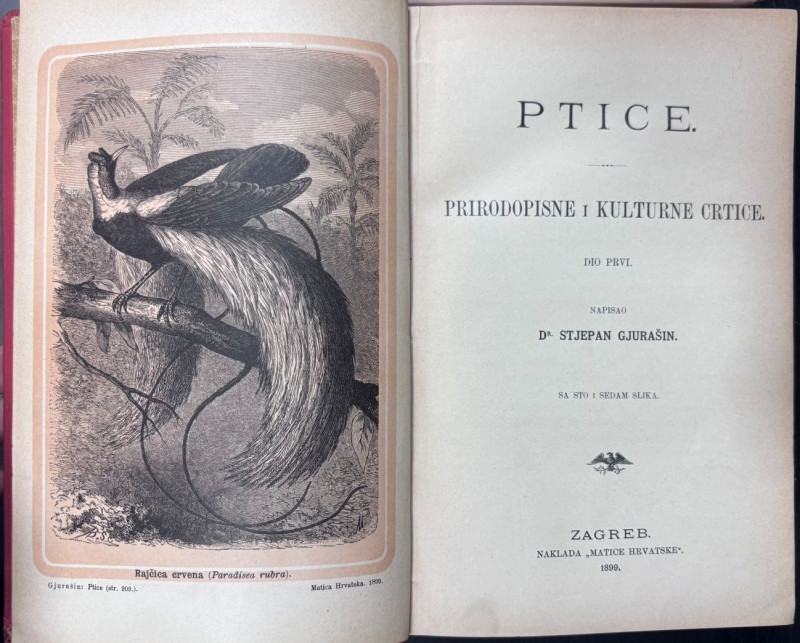 Rajčica crvena (Paradisea rubra).
Gjurašin: Ptice (str. 209.). Matica Hrvatska. 1899.
PTICE.
PRIRODOPISNE I KULTURNE CRTICE.
DIO PRVI.
NAPISAO
DR. STJEPAN GJURAŠIN.
SA STO I SEDAM SLIKA.
ZAGREB.
NAKLADA „MATICE HRVATSKE“.
1899.